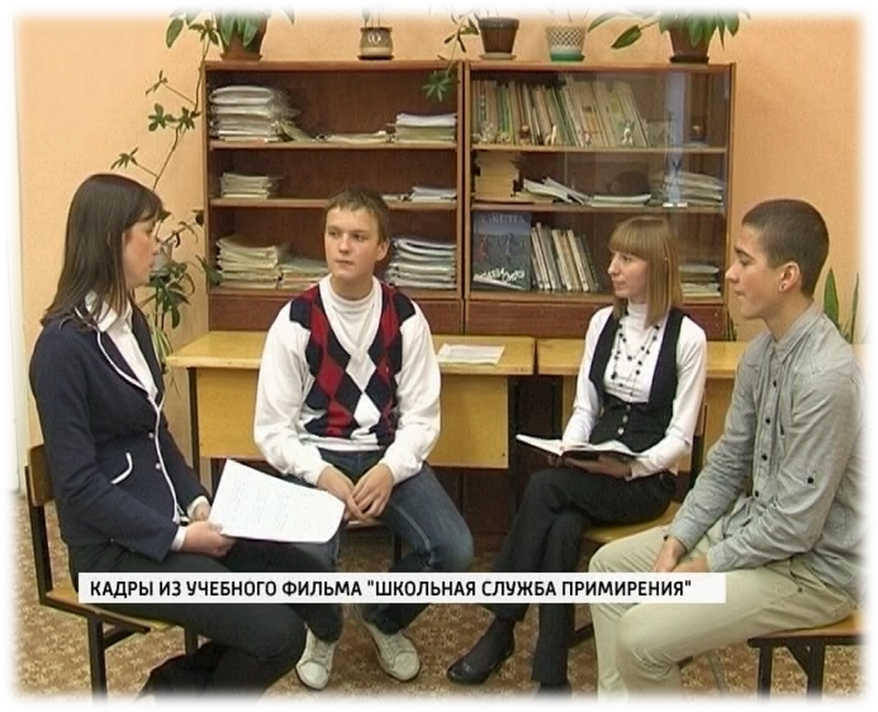 КАДРЫ ИЗ УЧЕБНОГО ФИЛЬМА "ШКОЛЬНАЯ СЛУЖБА ПРИМИРЕНИЯ"